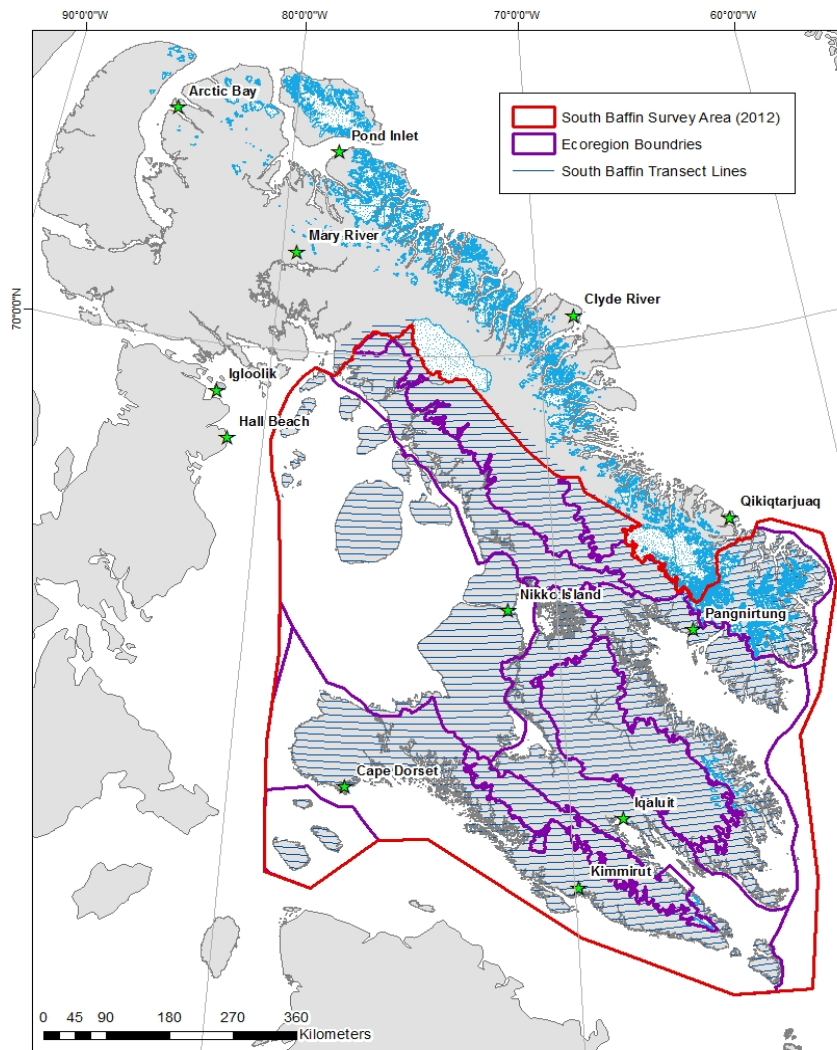 90°0'0"W
80°0'0"W
70°0'0"W
60°0'0"W
Arctic Bay
South Baffin Survey Area (2012)
Ecoregion Boundries
South Baffin Transect Lines
Pond Inlet
Mary River
Clyde River
70°0'0"N
Igloolik
Hall Beach
Qikiqtarjuaq
Nikko Island
Pangnirtung
Cape Dorset
Iqaluit
Kimmirut
0 45 90 180 270 360
Kilometers